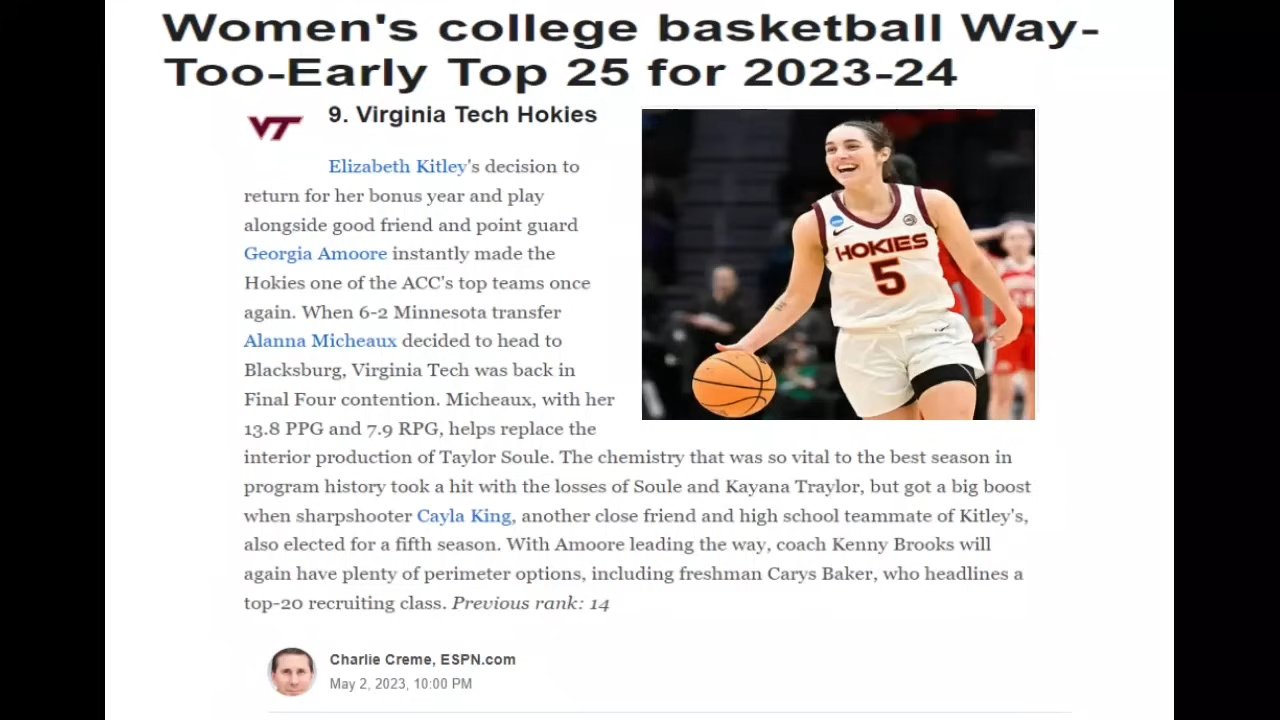 Women's college basketball Way-
Too-Early Top 25 for 2023-24
VT
9. Virginia Tech Hokies
Elizabeth Kitley's decision to
return for her bonus year and play
alongside good friend and point guard
Georgia Amoore instantly made the
Hokies one of the ACC's top teams once
again. When 6-2 Minnesota transfer
Alanna Micheaux decided to head to
Blacksburg, Virginia Tech was back in
Final Four contention. Micheaux, with her
13.8 PPG and 7.9 RPG, helps replace the
interior production of Taylor Soule. The chemistry that was so vital to the best season in
program history took a hit with the losses of Soule and Kayana Traylor, but got a big boost
when sharpshooter Cayla King, another close friend and high school teammate of Kitley's,
also elected for a fifth season. With Amoore leading the way, coach Kenny Brooks will
again have plenty of perimeter options, including freshman Carys Baker, who headlines a
top-20 recruiting class. Previous rank: 14
HOKIES
5
Charlie Creme, ESPN.com
May 2, 2023, 10:00 PM